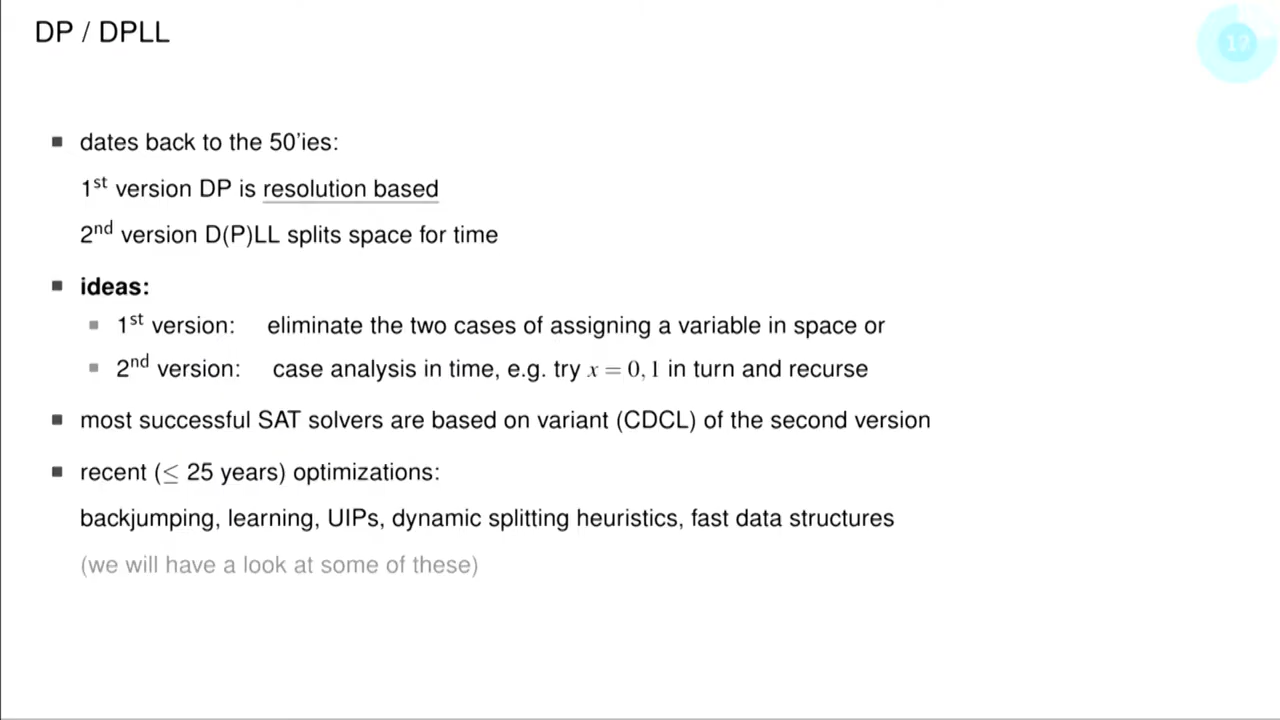 DP / DPLL
dates back to the 50'ies:
1st version DP is resolution based
2nd version D(P)LL splits space for time
ideas:
1st version: eliminate the two cases of assigning a variable in space or
2nd version: case analysis in time, e.g. try x = 0, 1 in turn and recurse
most successful SAT solvers are based on variant (CDCL) of the second version
recent (≤ 25 years) optimizations:
backjumping, learning, UIPs, dynamic splitting heuristics, fast data structures
(we will have a look at some of these)